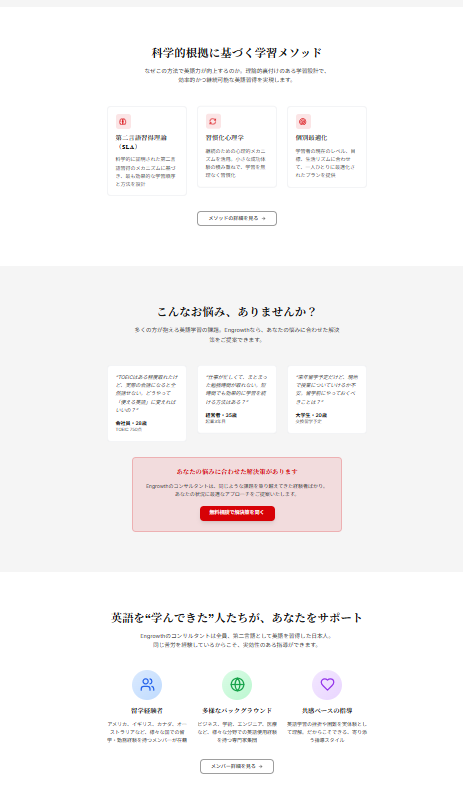 科学的根拠に基づく学習メソッド
なぜこの方法で英語力が向上するのか。理論的裏付けのある学習設計で、
効率的かつ継続可能な英語習得を実現します。
第二言語習得理論
（SLA）
科学的に証明された第二言
語習得のメカニズムに基づ
き、最も効果的な学習順序
と方法を設計
習慣化心理学
継続のための心理的メカニ
ズムを活用。小さな成功体
験の積み重ねで、学習を無
理なく習慣化
個別最適化
学習者の現在のレベル、目
標、生活リズムに合わせ
て、一人ひとりに最適化さ
れたプランを提供
メソッドの詳細を見る →
こんなお悩み、ありませんか？
多くの方が抱える英語学習の課題。Engrowthなら、あなたの悩みに合わせた解決
策をご提案できます。
"TOEICはある程度取れたけ
ど、実際の会話になると全
然話せない。どうやって
「使える英語」に変えれば
いいの？"
会社員・28歳
TOEIC 750点
"仕事が忙しくて、まとまっ
た勉強時間が取れない。短
時間でも効果的に学習を続
ける方法はある？"
経営者・35歳
"来年留学予定だけど、現地
で授業についていけるか不
安。留学前にやっておくべ
きことは？"
大学生・20歳
交換留学予定
あなたの悩みに合わせた解決策があります
Engrowthのコンサルタントは、同じような課題を乗り越えてきた経験者ばかり。
あなたの状況に最適なアプローチをご提案いたします。
無料相談で解決策を聞く
英語を“学んできた”人たちが、あなたをサポート
Engrowthのコンサルタントは全員、第二言語として英語を習得した日本人。
同じ苦労を経験しているからこそ、実効性のある指導ができます。
留学経験者
アメリカ、イギリス、カナダ、オー
ストラリアなど、様々な国での留
学・勤務経験を持つメンバーが在籍
多様なバックグラウンド
ビジネス、学術、エンジニア、医療
など、様々な分野での英語使用経験
を持つ専門家集団
共感ベースの指導
英語学習の挫折や困難を実体験とし
て理解。だからこそできる、寄り添
う指導スタイル
メンバー詳細を見る →